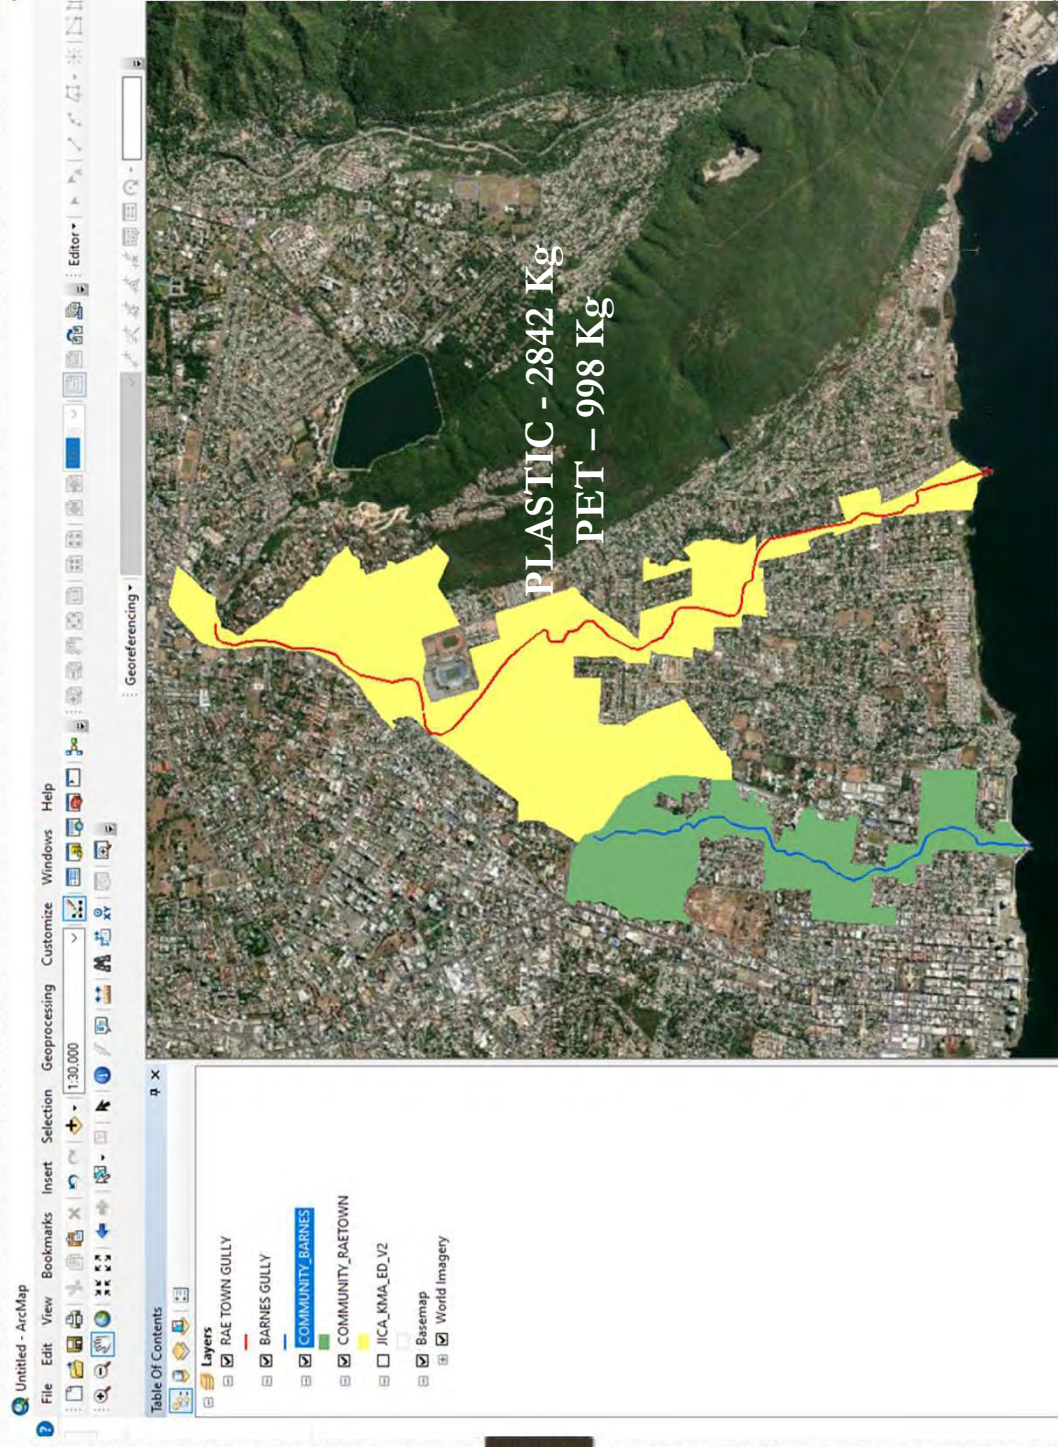 Untitled - ArcMap
File Edit View Bookmarks Insert Selection Geoprocessing Customize Windows Help
1:30,000
Editor
Georeferencing
Table Of Contents
Layers
RAE TOWN GULLY
BARNES GULLY
COMMUNITY_BARNES
COMMUNITY_RAETOWN
JICA_KMA_ED_V2
Basemap
World Imagery
PLASTIC - 2842 Kg
PET – 998 Kg